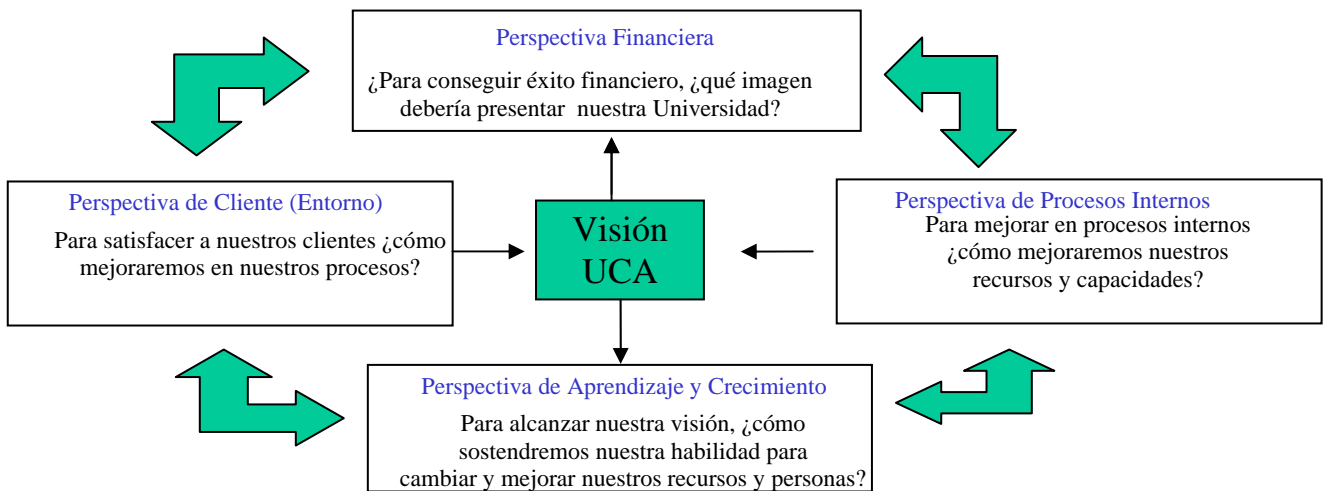 Perspectiva Financiera
¿Para conseguir éxito financiero, ¿qué imagen
debería presentar nuestra Universidad?
Perspectiva de Cliente (Entorno)
Para satisfacer a nuestros clientes ¿cómo
mejoraremos en nuestros procesos?
Visión
UCA
Perspectiva de Procesos Internos
Para mejorar en procesos internos
¿cómo mejoraremos nuestros
recursos y capacidades?
Perspectiva de Aprendizaje y Crecimiento
Para alcanzar nuestra visión, ¿cómo
sostendremos nuestra habilidad para
cambiar y mejorar nuestros recursos y personas?